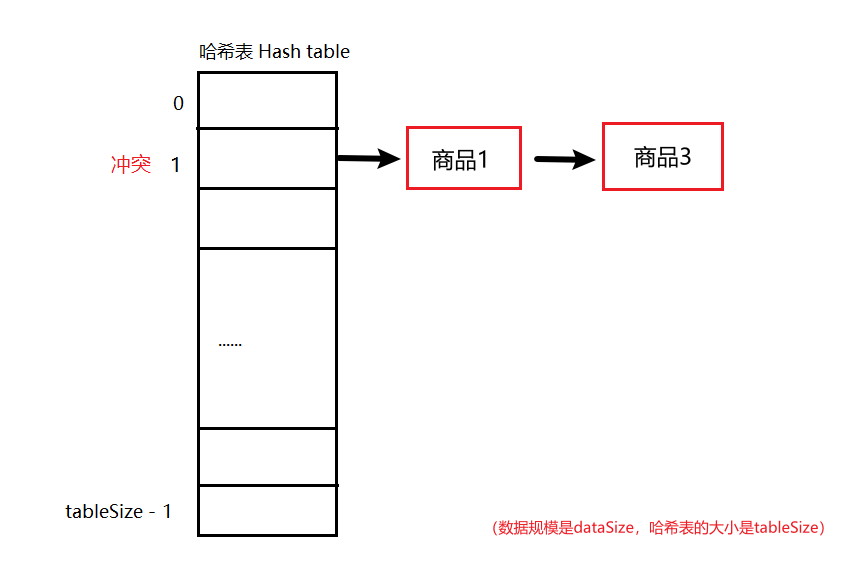 哈希表 Hash table
0
冲突 1
商品1
商品3
......
tableSize - 1
（数据规模是dataSize，哈希表的大小是tableSize）